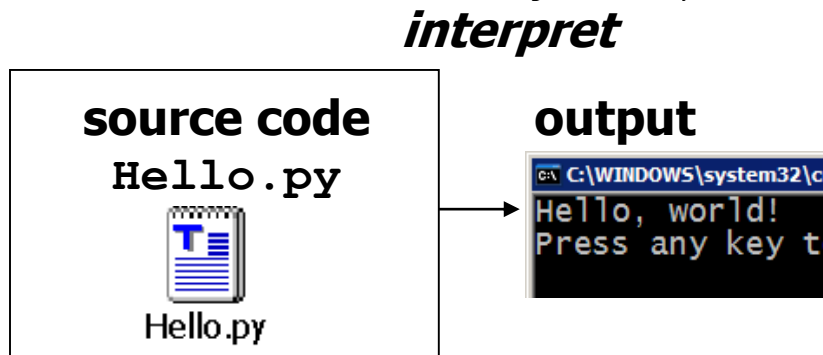 interpret
source code
Hello.py
Hello.py
output
C:\WINDOWS\system32\c
Hello, world!
Press any key t